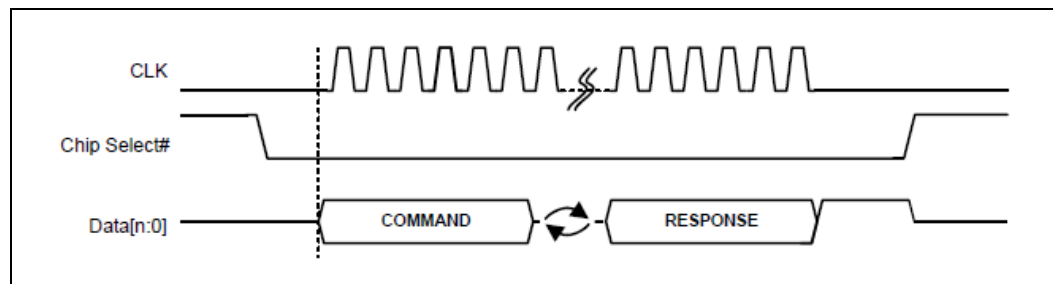 CLK
Chip Select#
Data[n:0]
COMMAND
RESPONSE